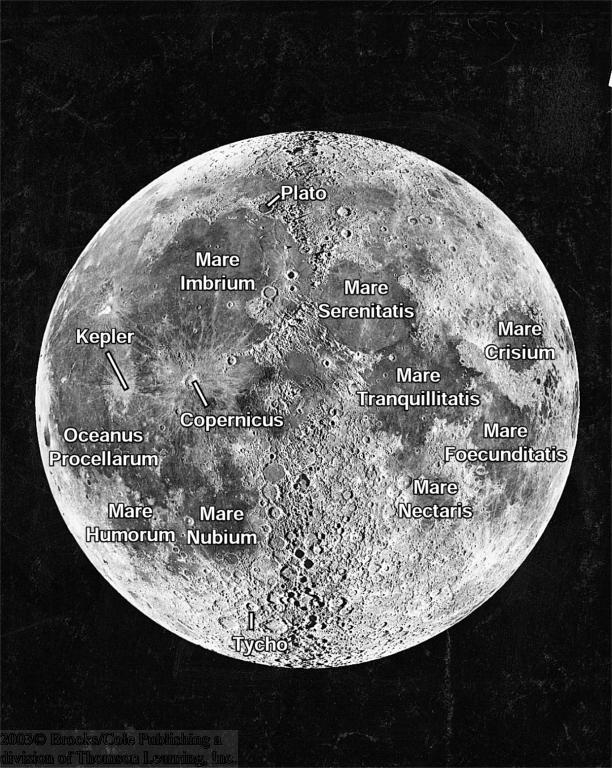 Plato
Mare
Imbrium
Mare
Serenitatis
Kepler
Mare
Crisium
Mare
Tranquillitatis
Copernicus
Oceanus
Procellarum
Mare
Foecunditatis
Mare
Nectaris
Mare
Humorum
Mare
Nubium
Tycho
2003© Brooks/Cole Publishing a
division of Thomson Learning, Inc.